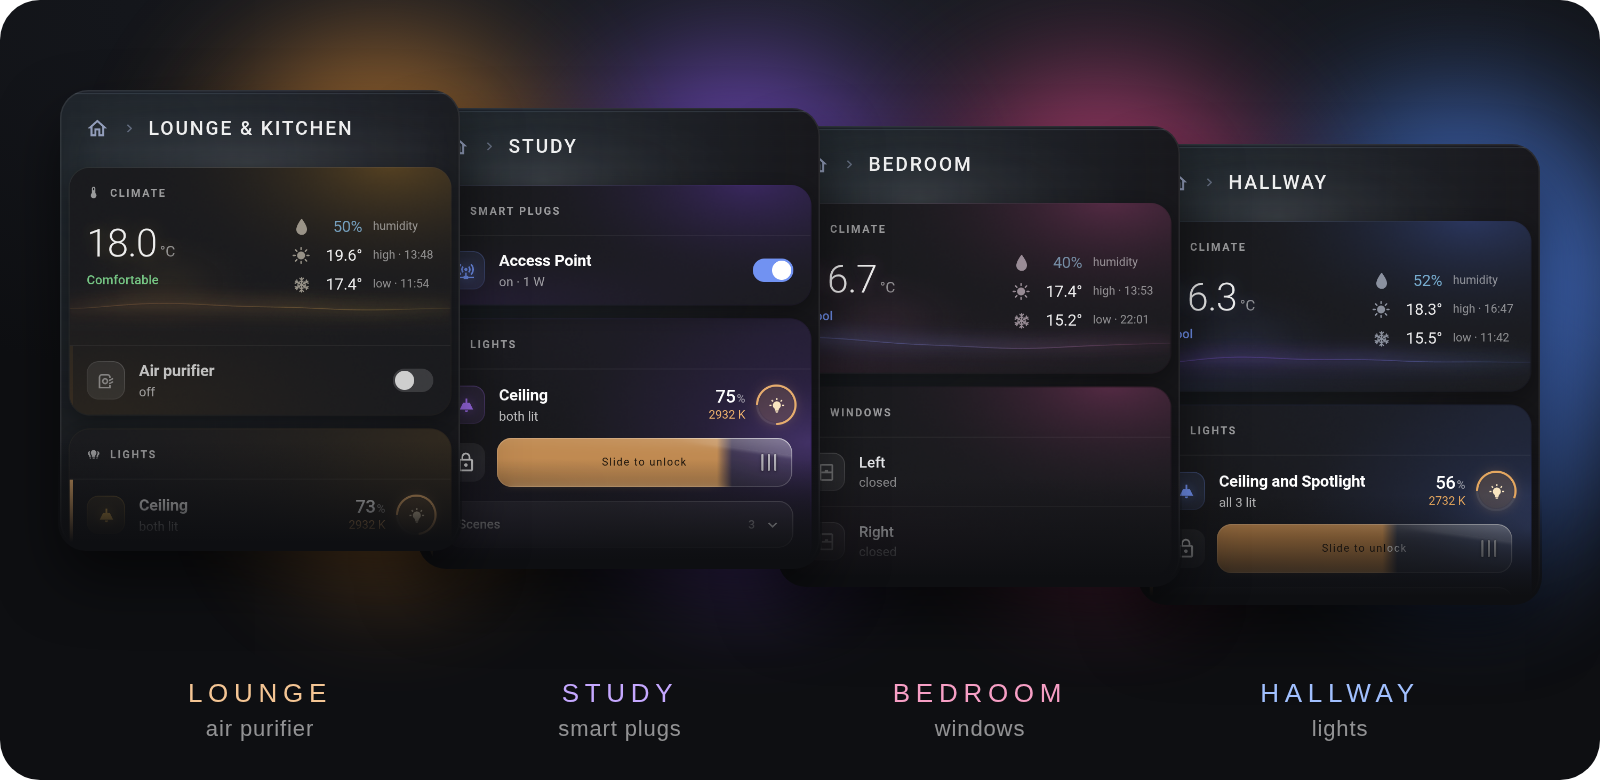 LOUNGE & KITCHEN
CLIMATE
18.0 °C
Comfortable
50% humidity
19.6° high · 13:48
17.4° low · 11:54
Air purifier
off
LIGHTS
Ceiling
both lit
73%
2932 K
STUDY
SMART PLUGS
Access Point
on · 1 W
LIGHTS
Ceiling
both lit
75%
2932 K
Slide to unlock
Scenes
3
BEDROOM
CLIMATE
6.7 °C
ool
40% humidity
17.4° high · 13:53
15.2° low · 22:01
WINDOWS
Left
closed
Right
closed
HALLWAY
CLIMATE
6.3 °C
ool
52% humidity
18.3° high · 16:47
15.5° low · 11:42
LIGHTS
Ceiling and Spotlight
all 3 lit
56%
2732 K
Slide to unlock
LOUNGE
air purifier
STUDY
smart plugs
BEDROOM
windows
HALLWAY
lights